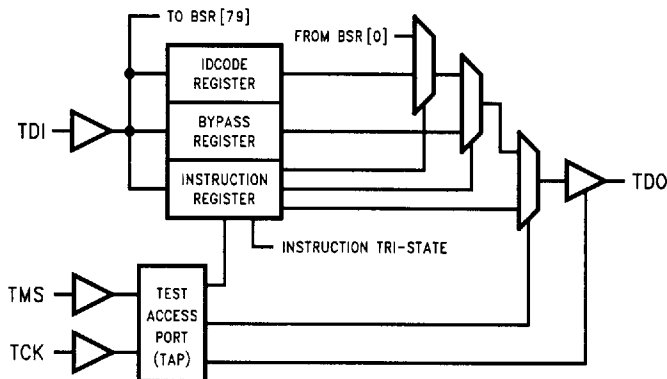 TO BSR[79]
FROM BSR[0]
IDCODE
REGISTER
TDI
BYPASS
REGISTER
INSTRUCTION
REGISTER
TDO
INSTRUCTION TRI-STATE
TMS
TEST
ACCESS
PORT
(TAP)
TCK